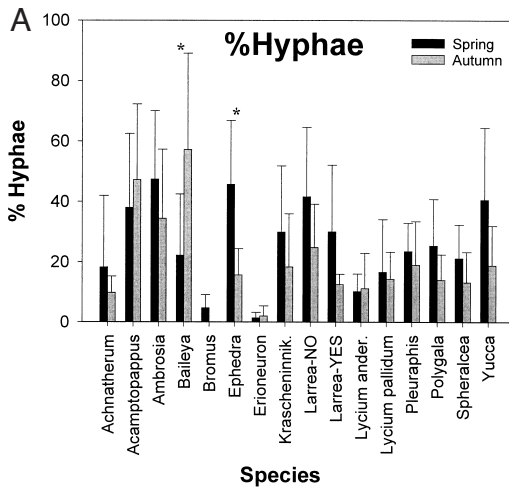 A
%Hyphae
Spring
Autumn
*
*
% Hyphae
100
80
60
40
20
0
Achnatherum
Acamptopappus
Ambrosia
Baileya
Bromus
Ephedra
Erioneuron
Krascheninnik.
Larrea-NO
Larrea-YES
Lycium ander.
Lycium pallidum
Pleuraphis
Polygala
Spheralcea
Yucca
Species